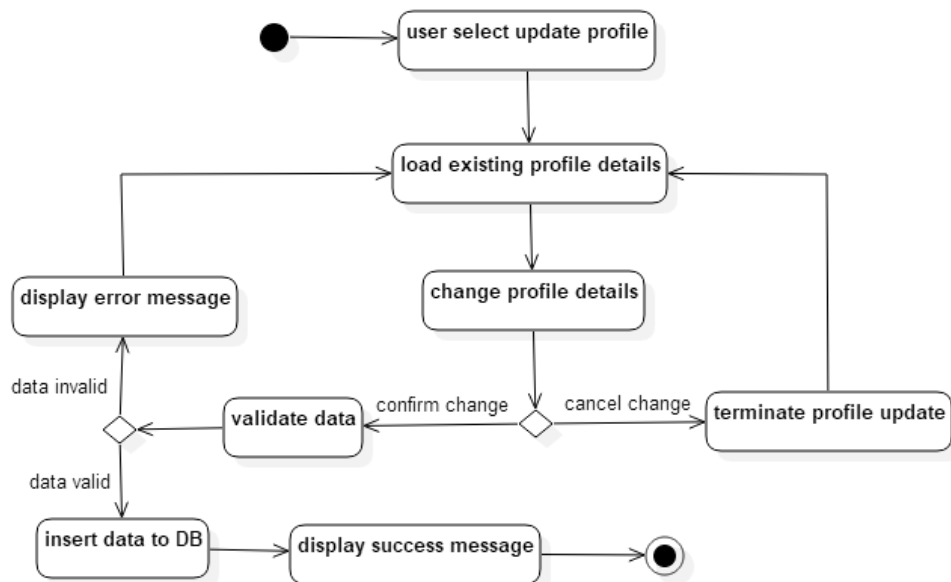 user select update profile
load existing profile details
change profile details
display error message
data invalid
validate data
confirm change
cancel change
terminate profile update
data valid
insert data to DB
display success message